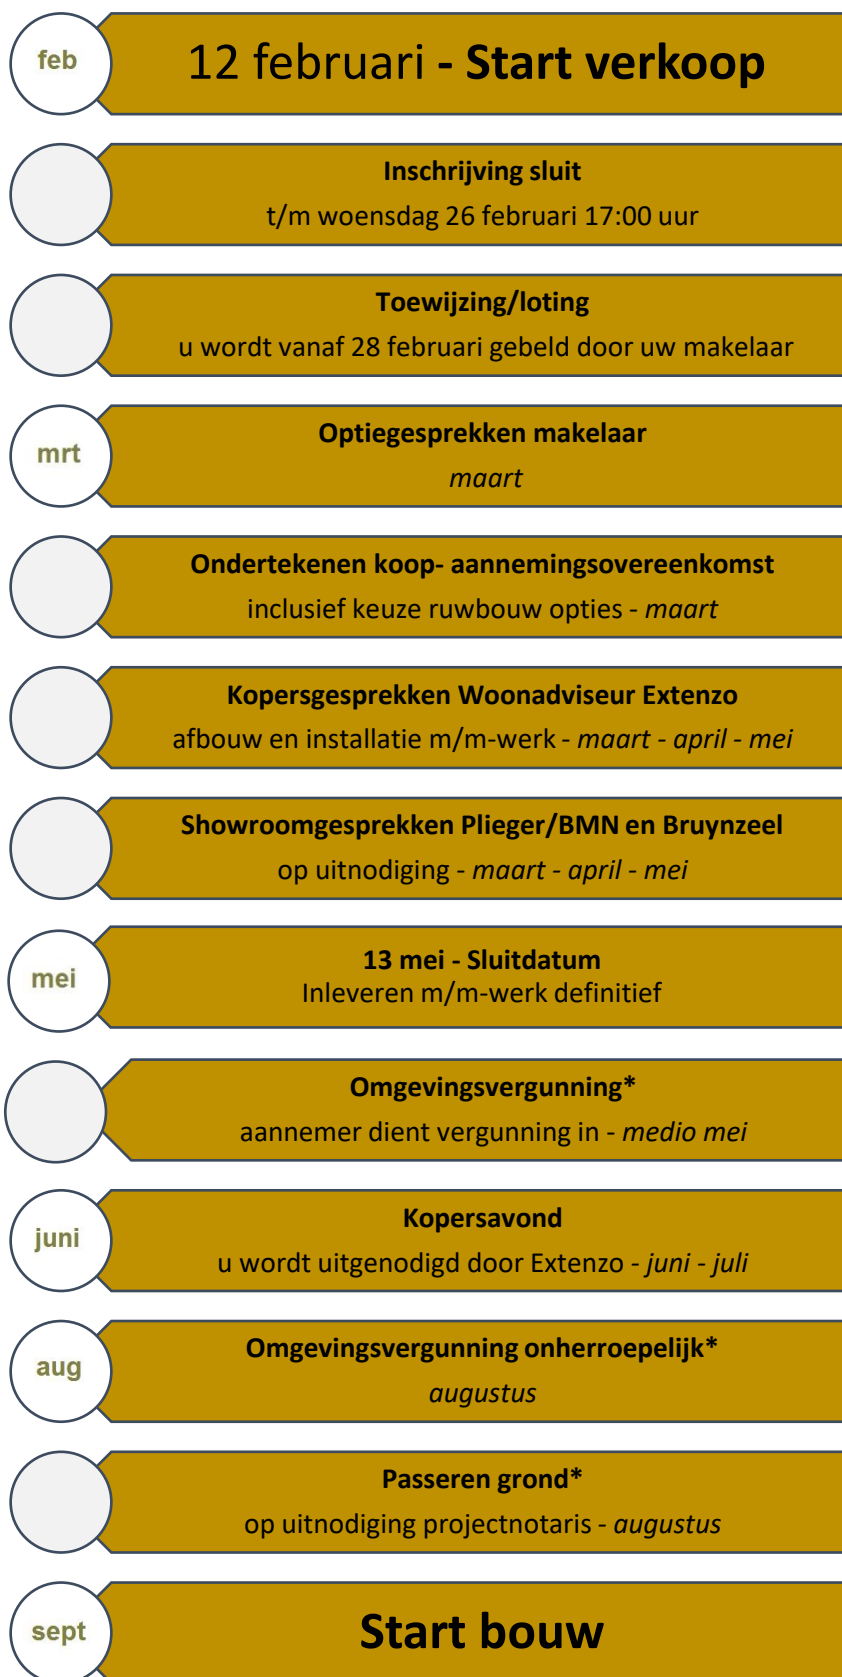 feb
12 februari - Start verkoop
Inschrijving sluit
t/m woensdag 26 februari 17:00 uur
Toewijzing/loting
u wordt vanaf 28 februari gebeld door uw makelaar
mrt
Optiegesprekken makelaar
maart
Ondertekenen koop- aannemingsovereenkomst
inclusief keuze ruwbouw opties - maart
Kopersgesprekken Woonadviseur Extenzo
afbouw en installatie m/m-werk - maart - april - mei
Showroomgesprekken Plieger/BMN en Bruynzeel
op uitnodiging - maart - april - mei
mei
13 mei - Sluitdatum
Inleveren m/m-werk definitief
Omgevingsvergunning*
aannemer dient vergunning in - medio mei
juni
Kopersavond
u wordt uitgenodigd door Extenzo - juni - juli
aug
Omgevingsvergunning onherroepelijk*
augustus
Passeren grond*
op uitnodiging projectnotaris - augustus
sept
Start bouw